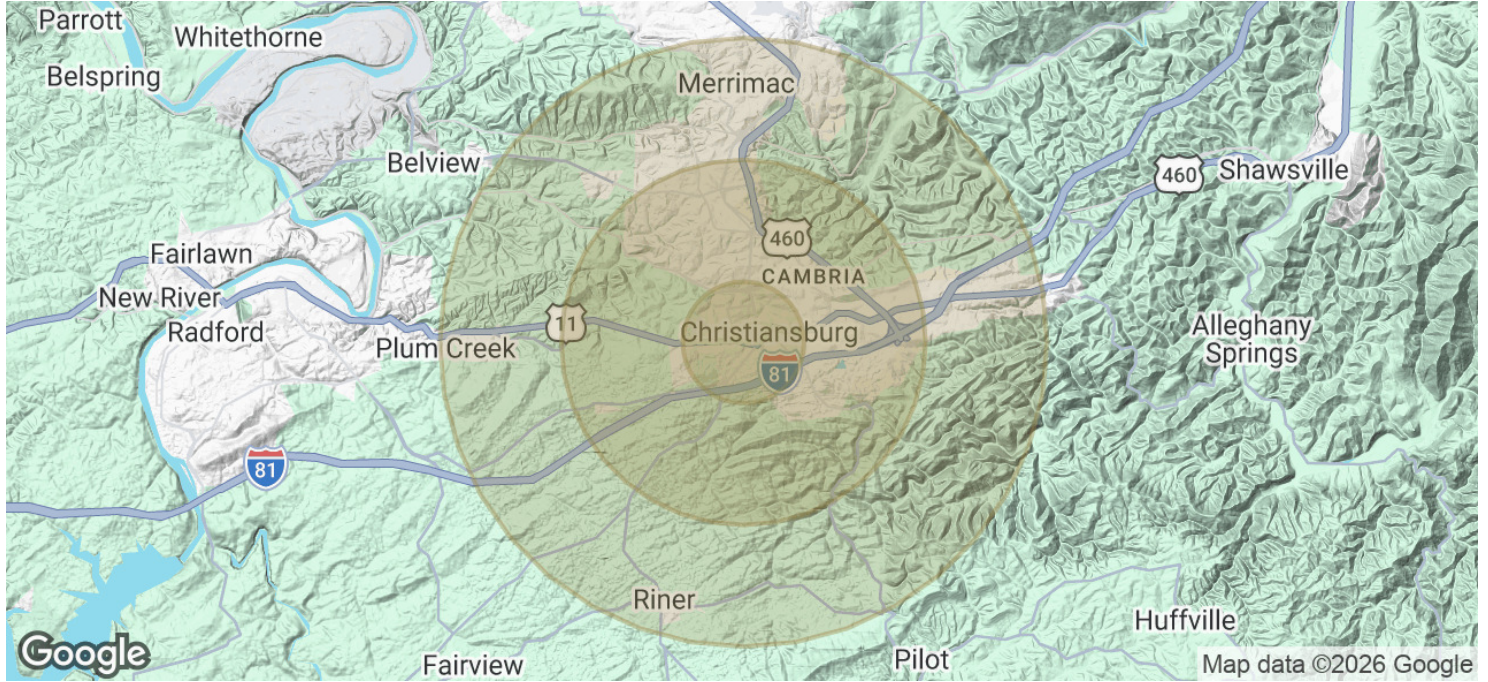 Parrott
Whitethorne
Belspring
Merrimac
Belview
460
Shawsville
460
Fairlawn
CAMBRIA
New River
11
Christiansburg
Radford
Plum Creek
Alleghany
Springs
81
81
Riner
Huffville
Fairview
Pilot
Google
Map data ©2026 Google